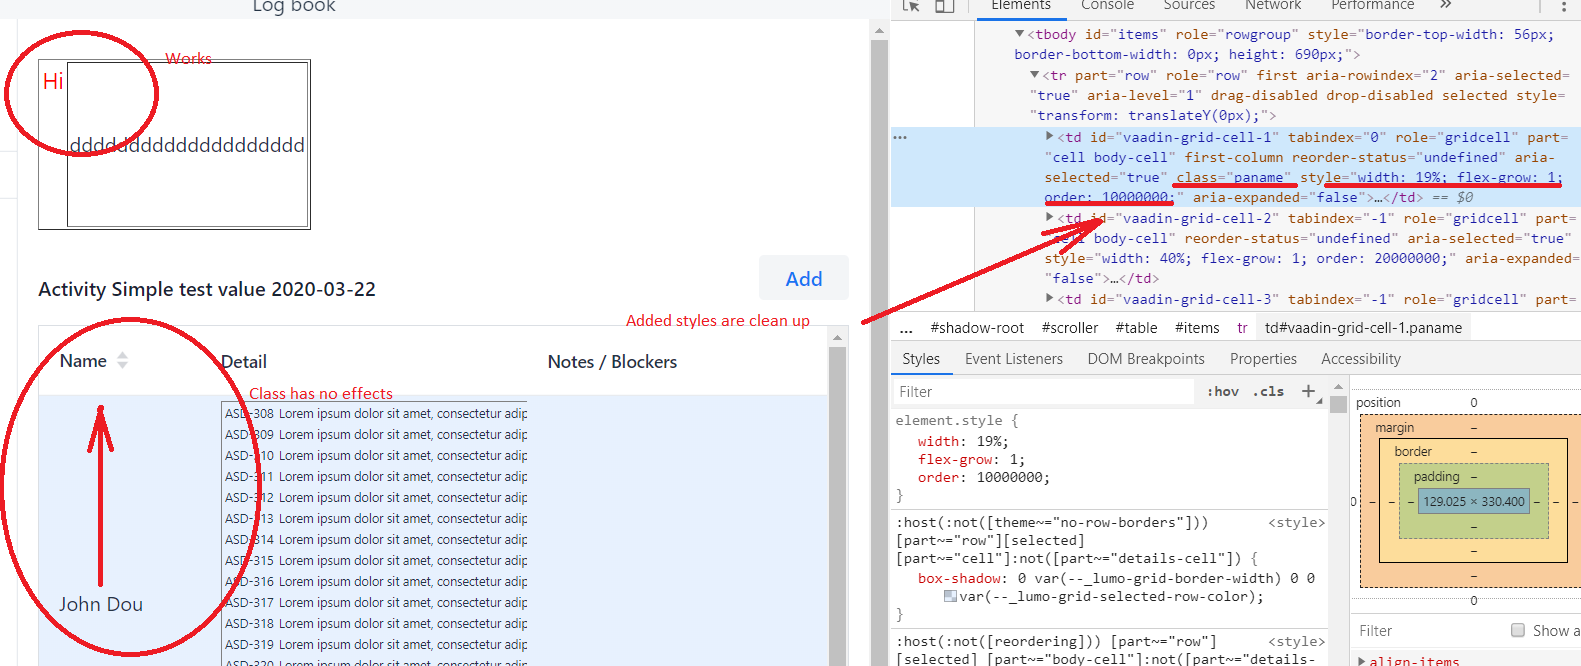 Log book
Works
Hi
dddddddddddddddddddd
Add
Activity Simple test value 2020-03-22
Added styles are clean up
Name
Detail
Notes / Blockers
Class has no effects
ASD-308 Lorem ipsum dolor sit amet, consectetur adip
ASD-309 Lorem ipsum dolor sit amet, consectetur adip
ASD-310 Lorem ipsum dolor sit amet, consectetur adip
ASD-311 Lorem ipsum dolor sit amet, consectetur adip
ASD-312 Lorem ipsum dolor sit amet, consectetur adip
ASD-313 Lorem ipsum dolor sit amet, consectetur adip
ASD-314 Lorem ipsum dolor sit amet, consectetur adip
ASD-315 Lorem ipsum dolor sit amet, consectetur adip
ASD-316 Lorem ipsum dolor sit amet, consectetur adip
ASD-317 Lorem ipsum dolor sit amet, consectetur adip
ASD-318 Lorem ipsum dolor sit amet, consectetur adip
ASD-319 Lorem ipsum dolor sit amet, consectetur adip
ASD-320 Lorem ipsum dolor sit amet, consectetur adip
John Dou
Elements Console Sources Network Performance »
<tbody id="items" role="rowgroup" style="border-top-width: 56px;
border-bottom-width: 0px; height: 690px;">
<tr part="row" role="row" first aria-rowindex="2" aria-selected=
"true" aria-level="1" drag-disabled drop-disabled selected style=
"transform: translateY(0px);">
<td id="vaadin-grid-cell-1" tabindex="0" role="gridcell" part=
"cell body-cell" first-column reorder-status="undefined" aria-
selected="true" class="paname" style="width: 19%; flex-grow: 1;
order: 10000000;" aria-expanded="false">…</td> == $0
<td id="vaadin-grid-cell-2" tabindex="-1" role="gridcell" part=
"cell body-cell" reorder-status="undefined" aria-selected="true"
style="width: 40%; flex-grow: 1; order: 20000000;" aria-expanded=
"false">…</td>
<td id="vaadin-grid-cell-3" tabindex="-1" role="gridcell" part=
... #shadow-root #scroller #table #items tr td#vaadin-grid-cell-1.paname
Styles Event Listeners DOM Breakpoints Properties Accessibility
Filter :hov .cls +
element.style {
width: 19%;
flex-grow: 1;
order: 10000000;
}
:host(:not([theme~="no-row-borders"])) <style>
[part~="row"][selected]
[part~="cell"]:not([part~="details-cell"]) {
box-shadow: 0 var(--_lumo-grid-border-width) 0 0
var(--_lumo-grid-selected-row-color);
}
:host(:not([reordering])) [part~="row"] <style>
[selected] [part~="body-cell"]:not([part~="details-
position 0
margin –
border –
padding –
0 – – – 129.025 × 330.400 – – –
–
–
–
0
Filter Show a
align-items